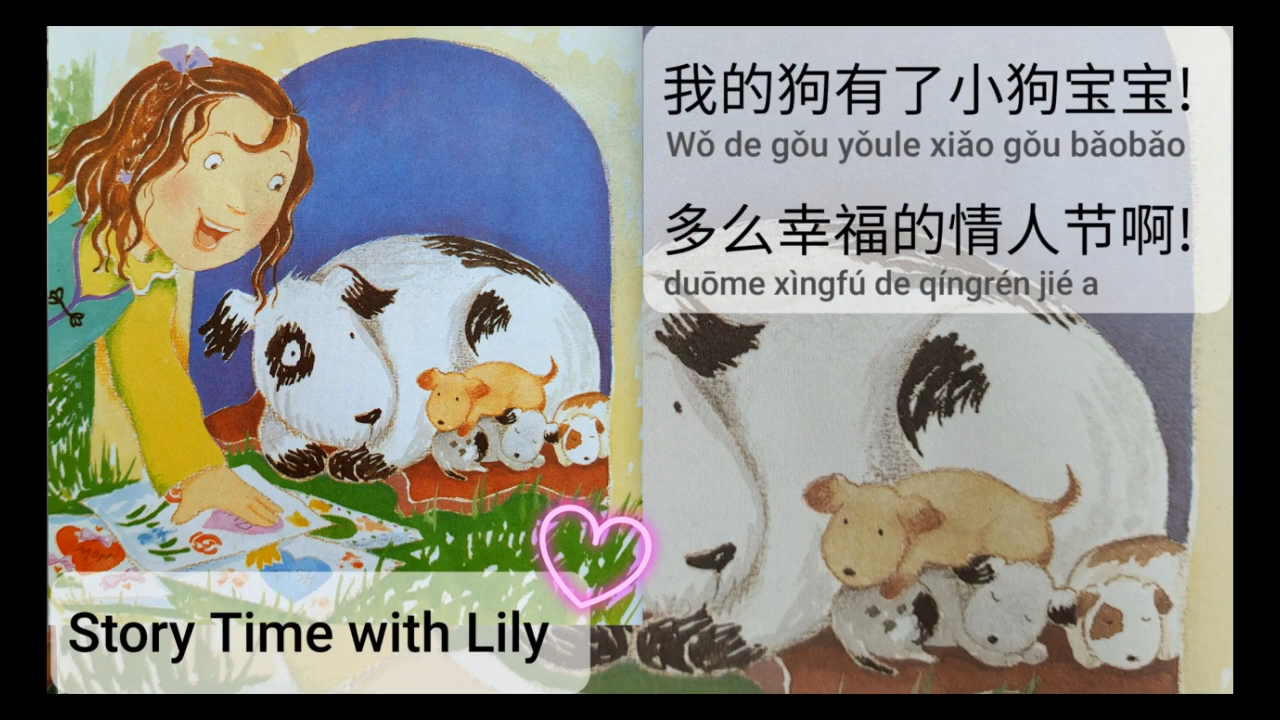 我的狗有了小狗宝宝!
Wǒ de gǒu yǒule xiǎo gǒu bǎobǎo
多么幸福的情人节啊!
duōme xìngfú de qíngrén jié a
Story Time with Lily